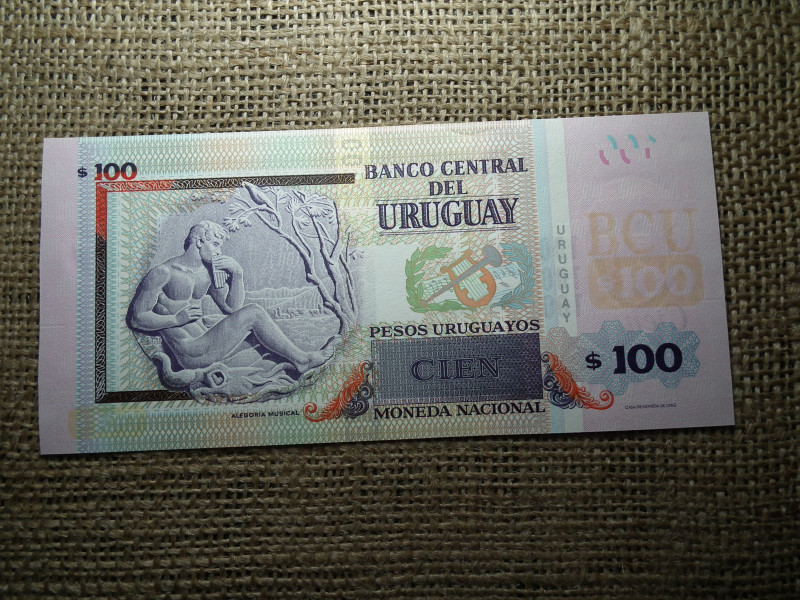 $ 100
BANCO CENTRAL
DEL
URUGUAY
URUGUAY
BCU
$100
PESOS URUGUAYOS
CIEN
$ 100
ALEGORIA MUSICAL
MONEDA NACIONAL